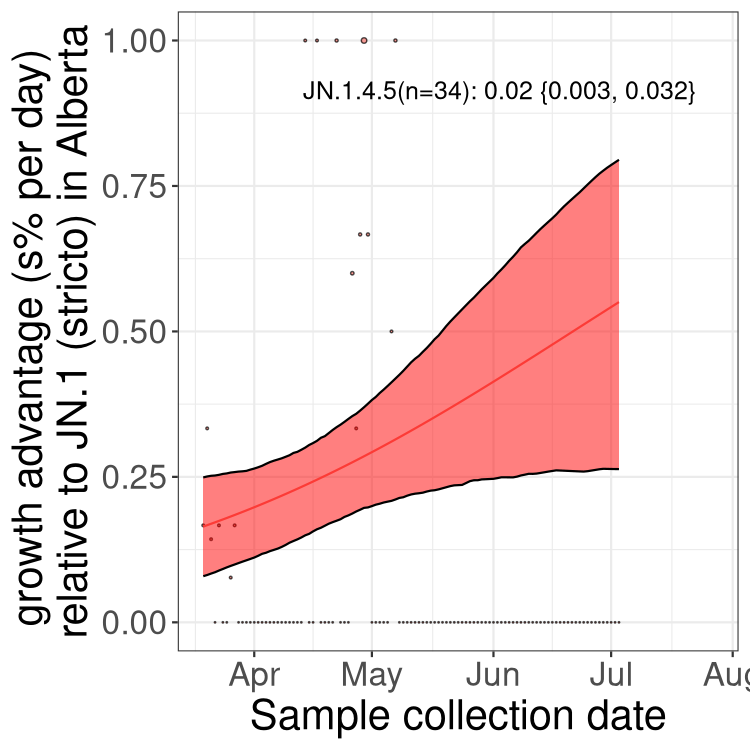 growth advantage (s% per day)
relative to JN.1 (stricto) in Alberta
1.00
0.75
0.50
0.25
0.00
JN.1.4.5(n=34): 0.02 {0.003, 0.032}
Apr May Jun Jul Aug
Sample collection date